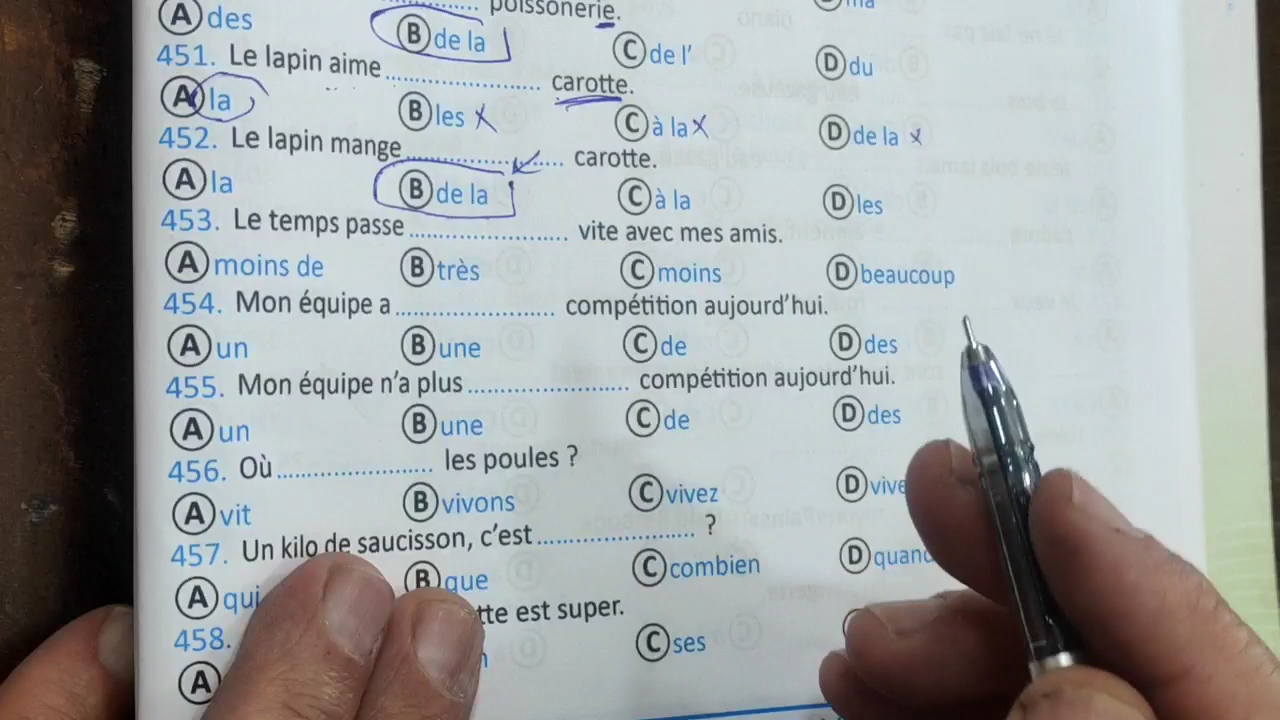 poissonerie.
A des B de la C de l' D du
451. Le lapin aime .......................... carotte.
A la B les x C à la x D de la x
452. Le lapin mange .......................... carotte.
A la B de la C à la D les
453. Le temps passe .......................... vite avec mes amis.
A moins de B très C moins D beaucoup
454. Mon équipe a .......................... compétition aujourd'hui.
A un B une C de D des
455. Mon équipe n'a plus .......................... compétition aujourd'hui.
A un B une C de D des
456. Où .......................... les poules ?
A vit B vivons C vivez D vive
457. Un kilo de saucisson, c'est .......................... ?
A qui B que C combien D quand
458. est super.
A C ses